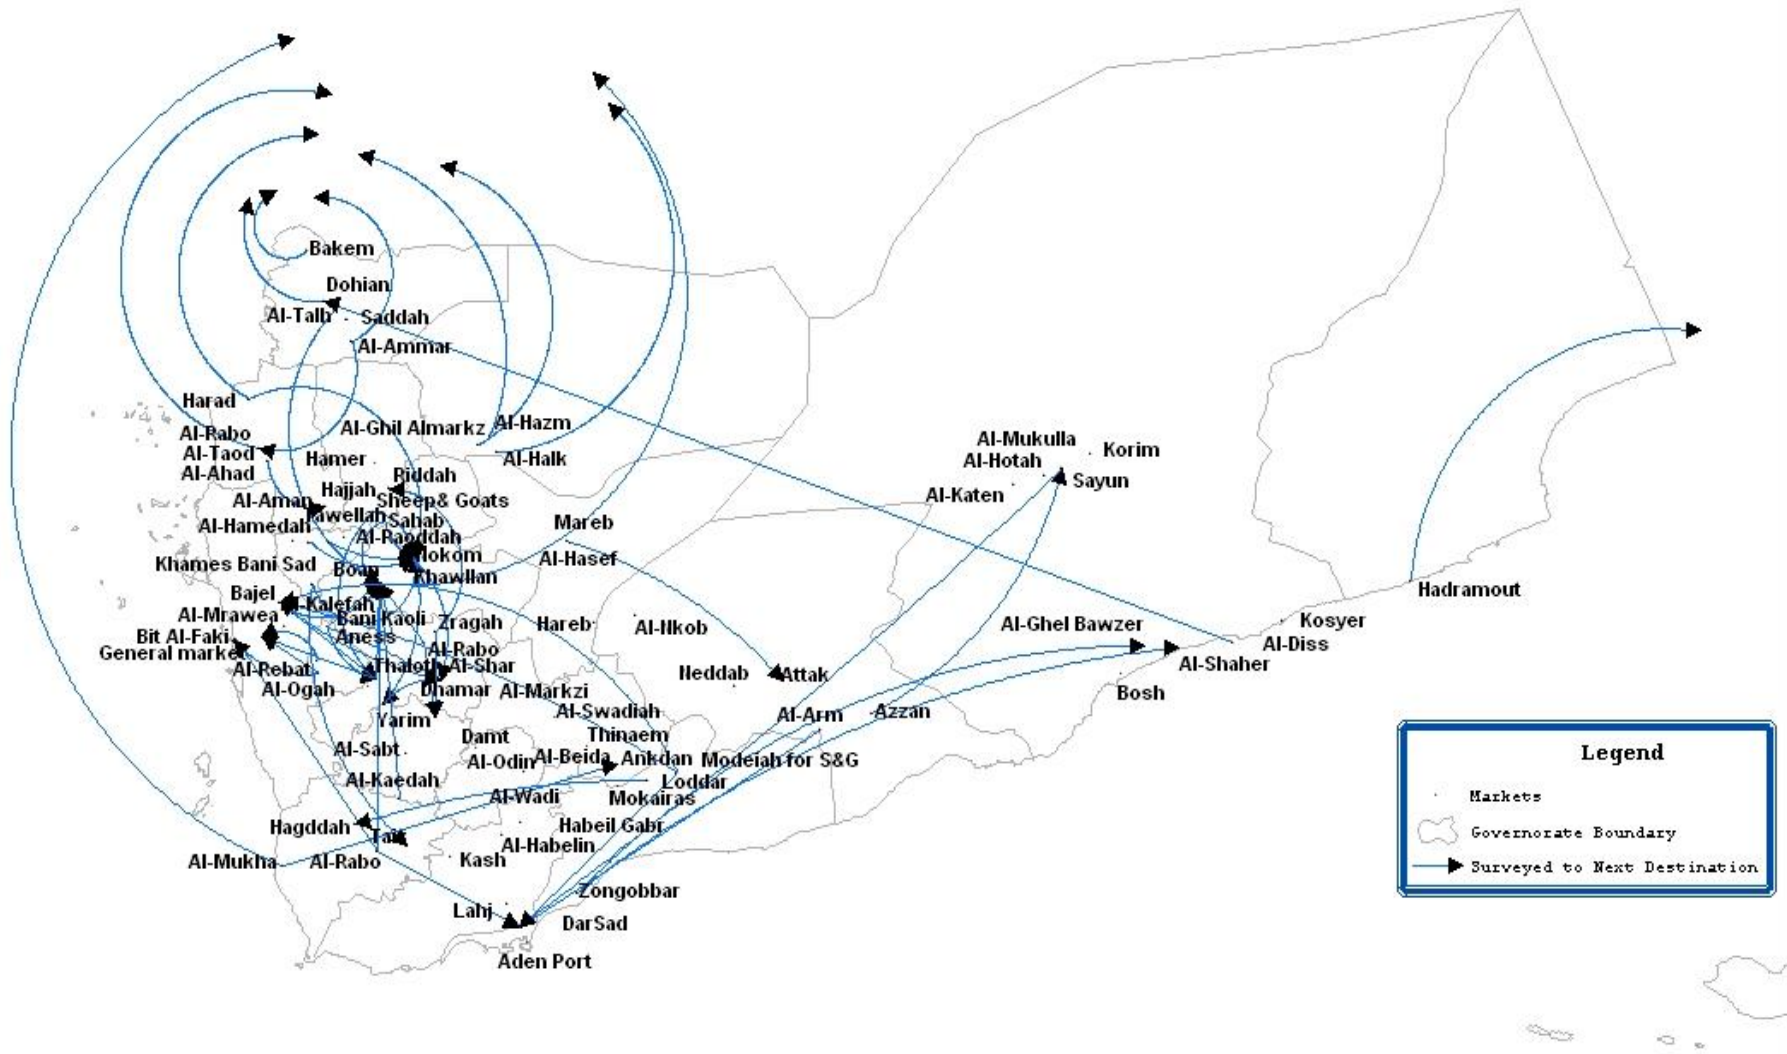 Bakem
Dohian
Al-Talh
Saddah
Al-Ammar
Harad
Al-Rabo
Al-Taod
Al-Ahad
Al-Ghil Almarkz
Al-Hazm
Hamer
Al-Halk
Riddah
Hajjah
Sheep& Goats
Al-Aman
Sahab
Al-Hamedah
Al-Raoddah
Khames Bani Sad
Boan
Khawllan
Mareb
Al-Hasef
Al-Mukulla
Korim
Al-Hotah
Sayun
Al-Katen
Bajel
Al-Mrawea
Bani Kaoli
Zragah
Hareb
Al-Nkob
Bit Al-Faki
Aness
General market
Al-Rabo
Al-Rebat
Thaloth
Al-Shar
Al-Ogah
Dhamar
Al-Markzi
Neddab
Attak
Al-Ghel Bawzer
Al-Shaher
Al-Diss
Kosyer
Hadramout
Bosh
Yarim
Al-Swadiah
Al-Arm
Azzan
Al-Sabt
Damt
Thinaem
Al-Odin
Al-Beida
Ankdan
Modeiah for S&G
Al-Kaedah
Loddar
Al-Wadi
Mokairas
Hagddah
Habeil Gabr
Al-Habelin
Al-Mukha
Al-Rabo
Kash
Zongobbar
Lahj
DarSad
Aden Port
Legend
Markets
Governorate Boundary
Surveyed to Next Destination